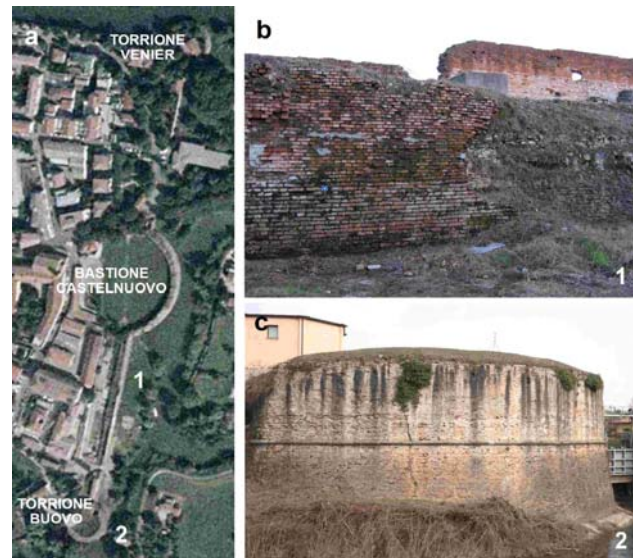 a
TORRIONE
VENIER
BASTIONE
CASTELNUOVO
1
TORRIONE
BUOVO
2
b
1
c
2